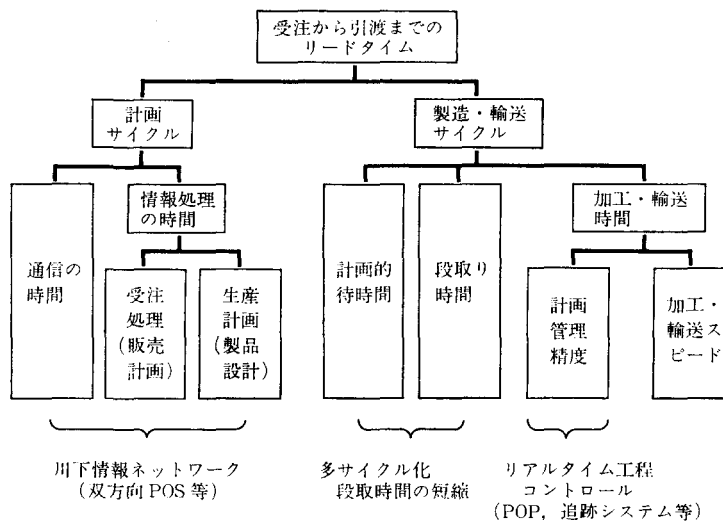 受注から引渡までの
リードタイム
計画
サイクル
製造・輸送
サイクル
通信の
時間
情報処理
の時間
受注
処理
(販売
計画)
生産
計画
(製品
設計)
計画的
待時間
段取り
時間
加工・輸送
時間
計画
管理
精度
加工・
輸送ス
ピード
川下情報ネットワーク
(双方向 POS 等)
多サイクル化
段取時間の短縮
リアルタイム工程
コントロール
(POP, 追跡システム等)